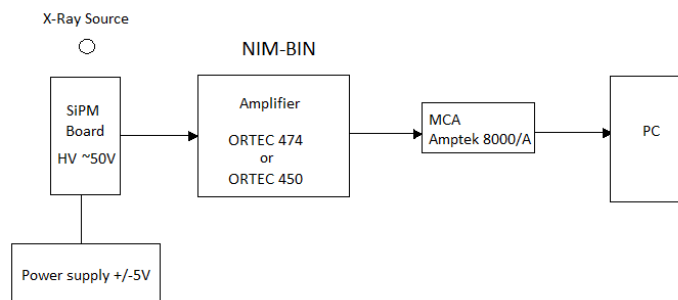 X-Ray Source
NIM-BIN
SiPM
Board
HV ~50V
Amplifier
ORTEC 474
or
ORTEC 450
MCA
Amptek 8000/A
PC
Power supply +/-5V